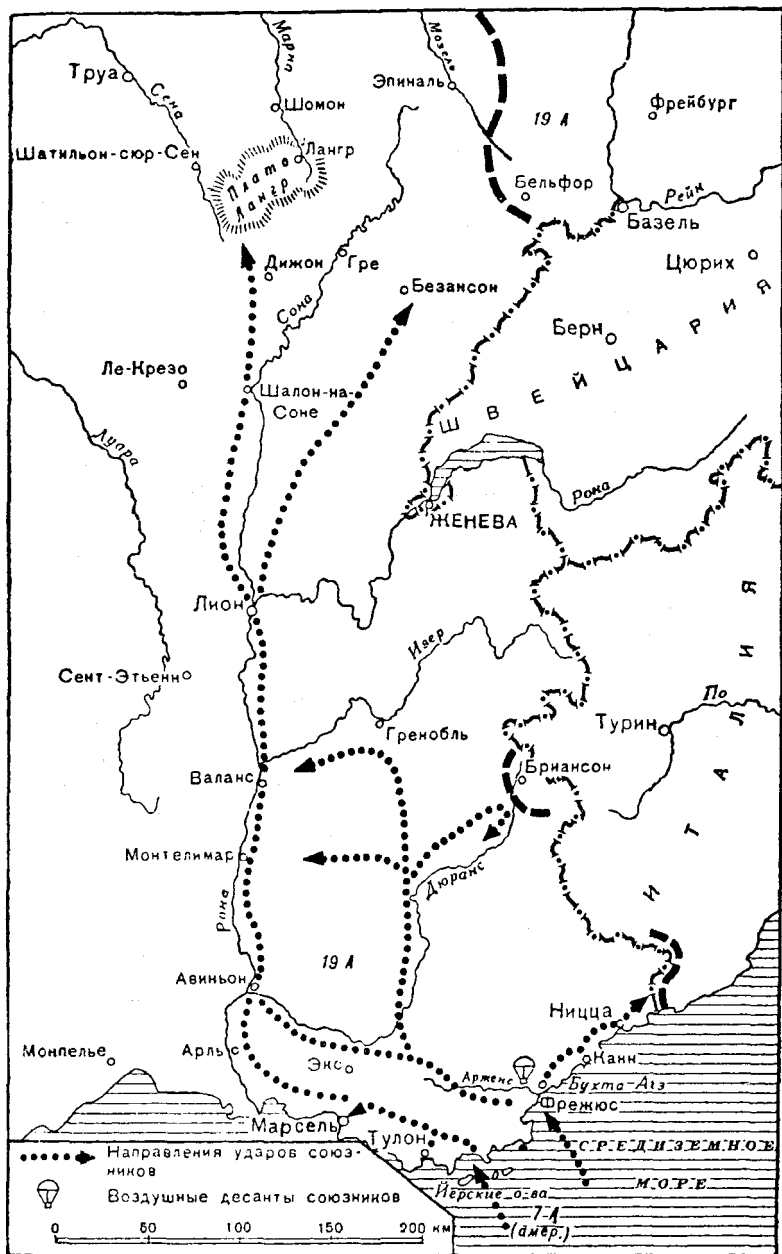 Труа
Сена
Марна
Мозель
Эпиналь
19 А
Фрейбург
Шомон
Шатильон-сюр-Сен
Лангр
Плато
Лангр
Бельфор
Рейн
Базель
Дижон
Гре
Сона
Безансон
Цюрих
Берн
ШВЕЙЦАРИЯ
Ле-Крезо
Шалон-на-
Соне
Луара
Рона
ЖЕНЕВА
Лион
Изер
Сент-Этьенн
Гренобль
Турин
По
ИТАЛИЯ
Бриансон
Валанс
Монтелимар
Дюранс
Рона
19 А
Авиньон
Ницца
Монпелье
Арль
Экс
Арженс
Канн
Бухта-Агэ
Фрежюс
Марсель
Тулон
СРЕДИЗЕМНОЕ
МОРЕ
Йерские о-ва
7 А
(амер.)
Направления ударов союз-
ников
Воздушные десанты союзников
0 50 100 150 200 км